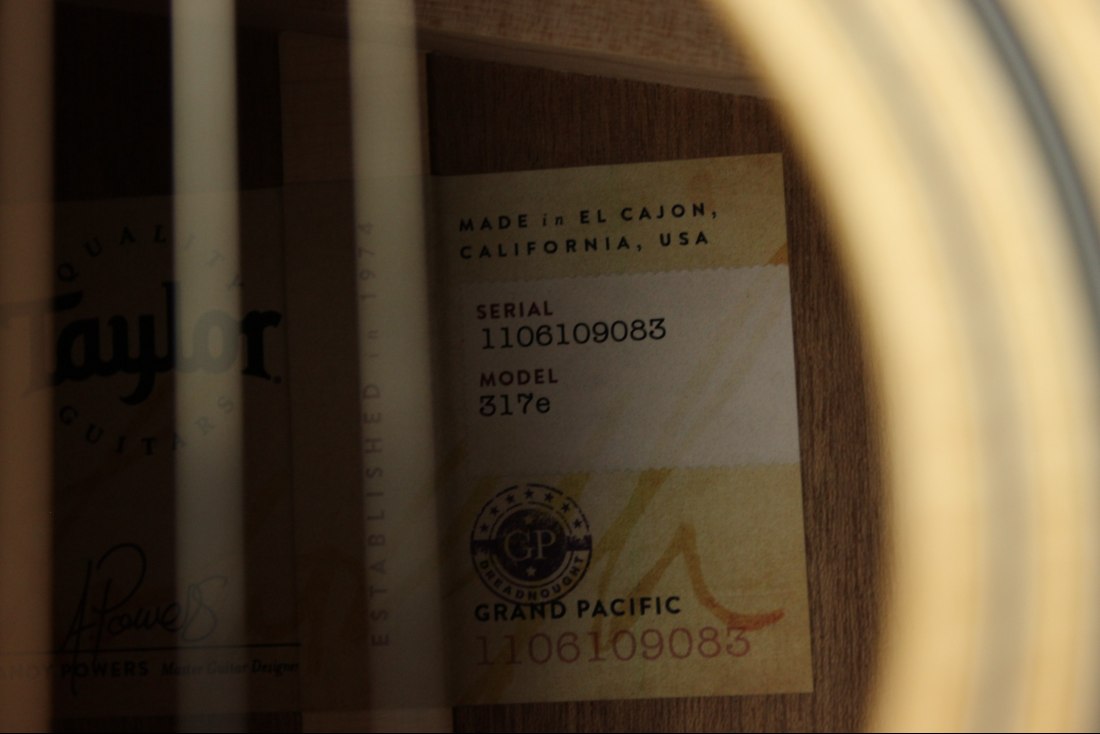 QUALITY
Taylor
GUITARS
A Powers
ANDY POWERS Master Guitar Designer
ESTABLISHED in 1974
MADE in EL CAJON,
CALIFORNIA, USA
SERIAL
1106109083
MODEL
317e
GP
DREADNOUGHT
GRAND PACIFIC
1106109083